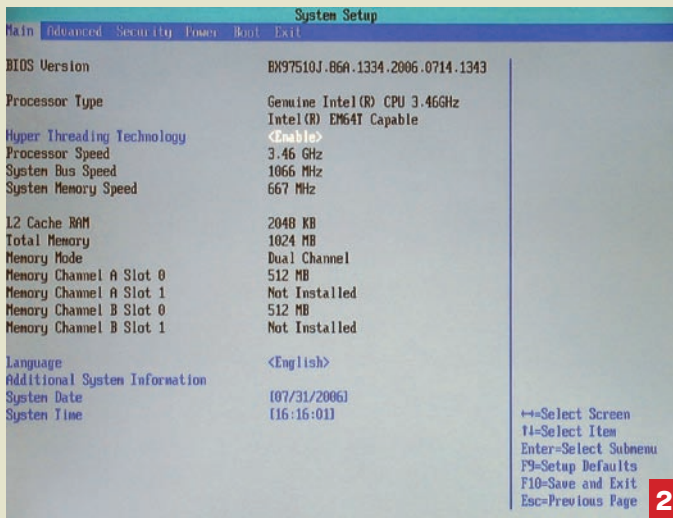 System Setup
Main Advanced Security Power Boot Exit
BIOS Version BX97510J.86A.1334.2006.0714.1343
Processor Type Genuine Intel(R) CPU 3.46GHz
Intel(R) EM64T Capable
Hyper Threading Technology <Enable>
Processor Speed 3.46 GHz
System Bus Speed 1066 MHz
System Memory Speed 667 MHz
L2 Cache RAM 2048 KB
Total Memory 1024 MB
Memory Mode Dual Channel
Memory Channel A Slot 0 512 MB
Memory Channel A Slot 1 Not Installed
Memory Channel B Slot 0 512 MB
Memory Channel B Slot 1 Not Installed
Language <English>
Additional System Information
System Date [07/31/2006]
System Time [16:16:01]
↔=Select Screen
↑↓=Select Item
Enter=Select Submenu
F9=Setup Defaults
F10=Save and Exit
Esc=Previous Page
2